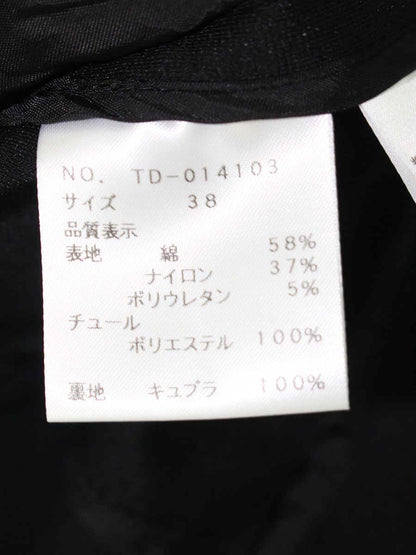 NO. TD-014103
サイズ 38
品質表示
表地 綿 58%
ナイロン 37%
ポリウレタン 5%
チュール
ポリエステル 100%
裏地 キュプラ 100%